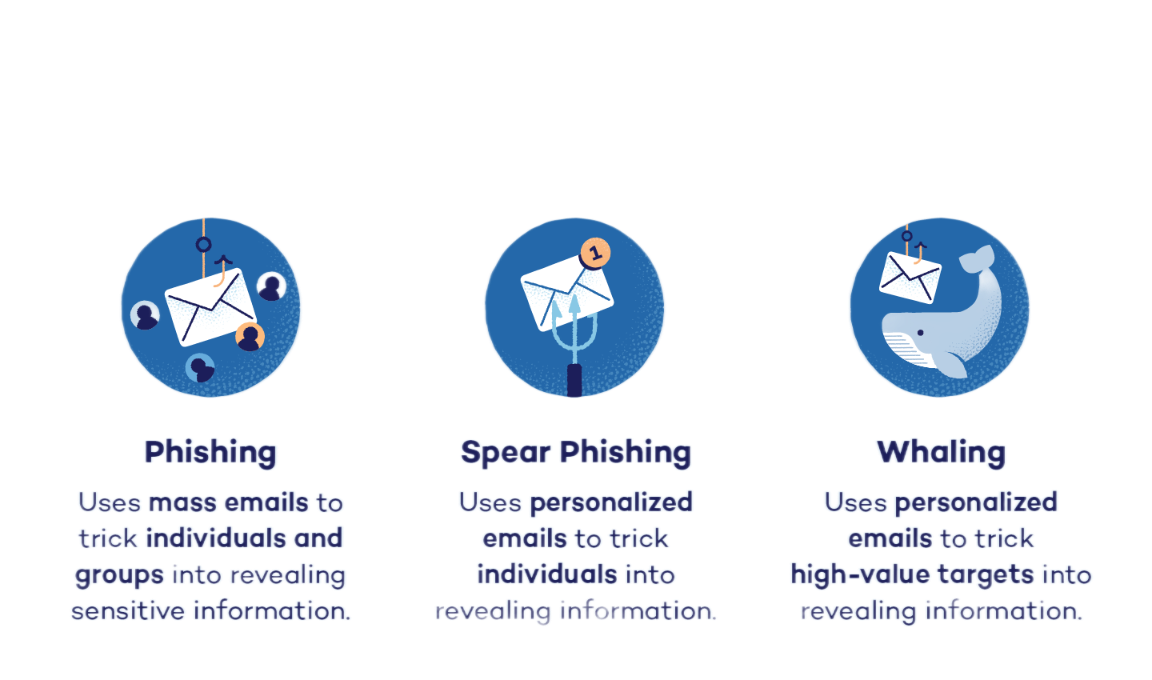 1
Phishing
Uses mass emails to
trick individuals and
groups into revealing
sensitive information.
Spear Phishing
Uses personalized
emails to trick
individuals into
revealing information.
Whaling
Uses personalized
emails to trick
high-value targets into
revealing information.